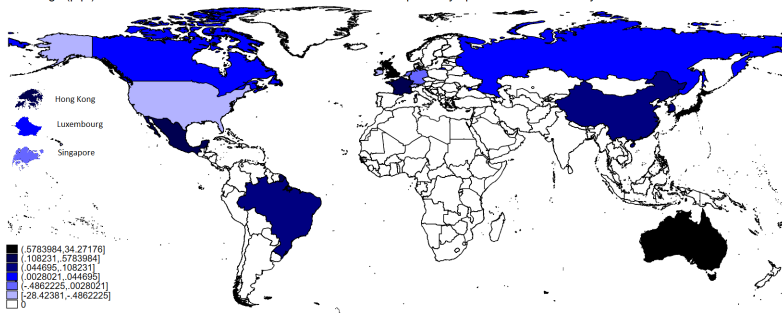 Hong Kong
Luxembourg
Singapore
(.5783984,34.27176]
(.108231,.5783984]
(.044695,.108231]
(.0028021,.044695]
(-.4862225,.0028021]
[-28.42381,-.4862225]
0